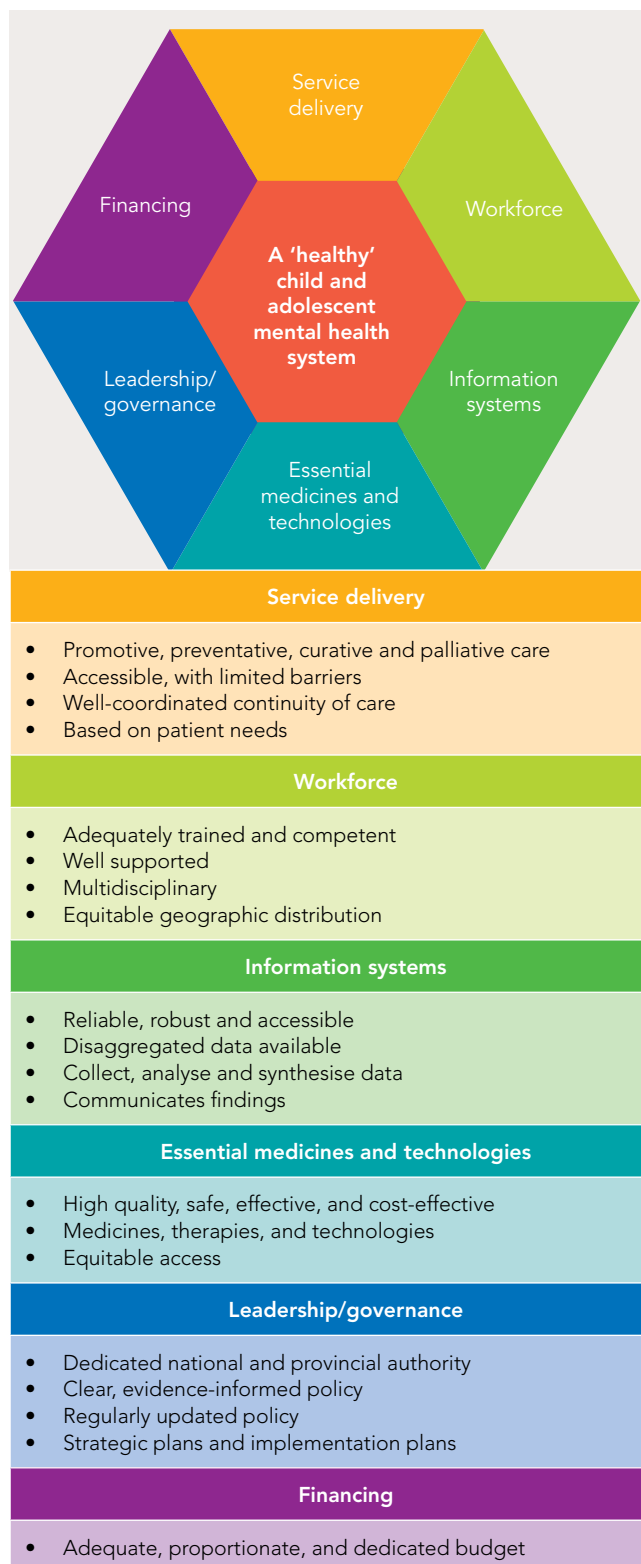 Service
delivery
Financing
Workforce
A ‘healthy’
child and
adolescent
mental health
system
Leadership/
governance
Information
systems
Essential
medicines and
technologies
Service delivery
• Promotive, preventative, curative and palliative care
• Accessible, with limited barriers
• Well-coordinated continuity of care
• Based on patient needs
Workforce
• Adequately trained and competent
• Well supported
• Multidisciplinary
• Equitable geographic distribution
Information systems
• Reliable, robust and accessible
• Disaggregated data available
• Collect, analyse and synthesise data
• Communicates findings
Essential medicines and technologies
• High quality, safe, effective, and cost-effective
• Medicines, therapies, and technologies
• Equitable access
Leadership/governance
• Dedicated national and provincial authority
• Clear, evidence-informed policy
• Regularly updated policy
• Strategic plans and implementation plans
Financing
• Adequate, proportionate, and dedicated budget